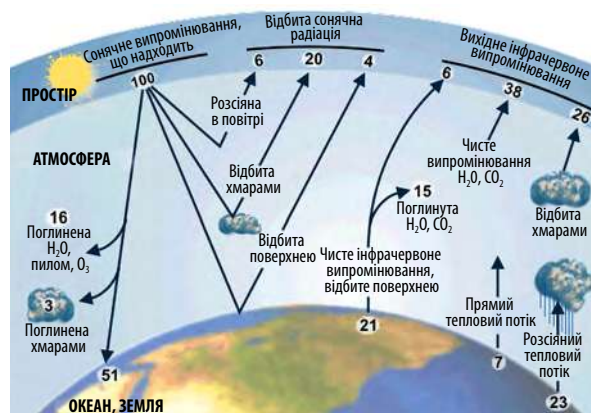 Сонячне випромінювання,
що надходить
100
Відбита сонячна
радіація
6
20
4
Вихідне інфрачервоне
випромінювання
6
38
26
ПРОСТІР
АТМОСФЕРА
Розсіяна
в повітрі
Відбита
хмарами
Відбита
поверхнею
16
Поглинена
H₂O,
пилом, O₃
3
Поглинена
хмарами
51
15
Поглинута
H₂O, CO₂
Чисте інфрачервоне
випромінювання,
відбите поверхнею
21
Чисте
випромінювання
H₂O, CO₂
Відбита
хмарами
Прямий
тепловий потік
7
Розсіяний
тепловий
потік
23
ОКЕАН, ЗЕМЛЯ